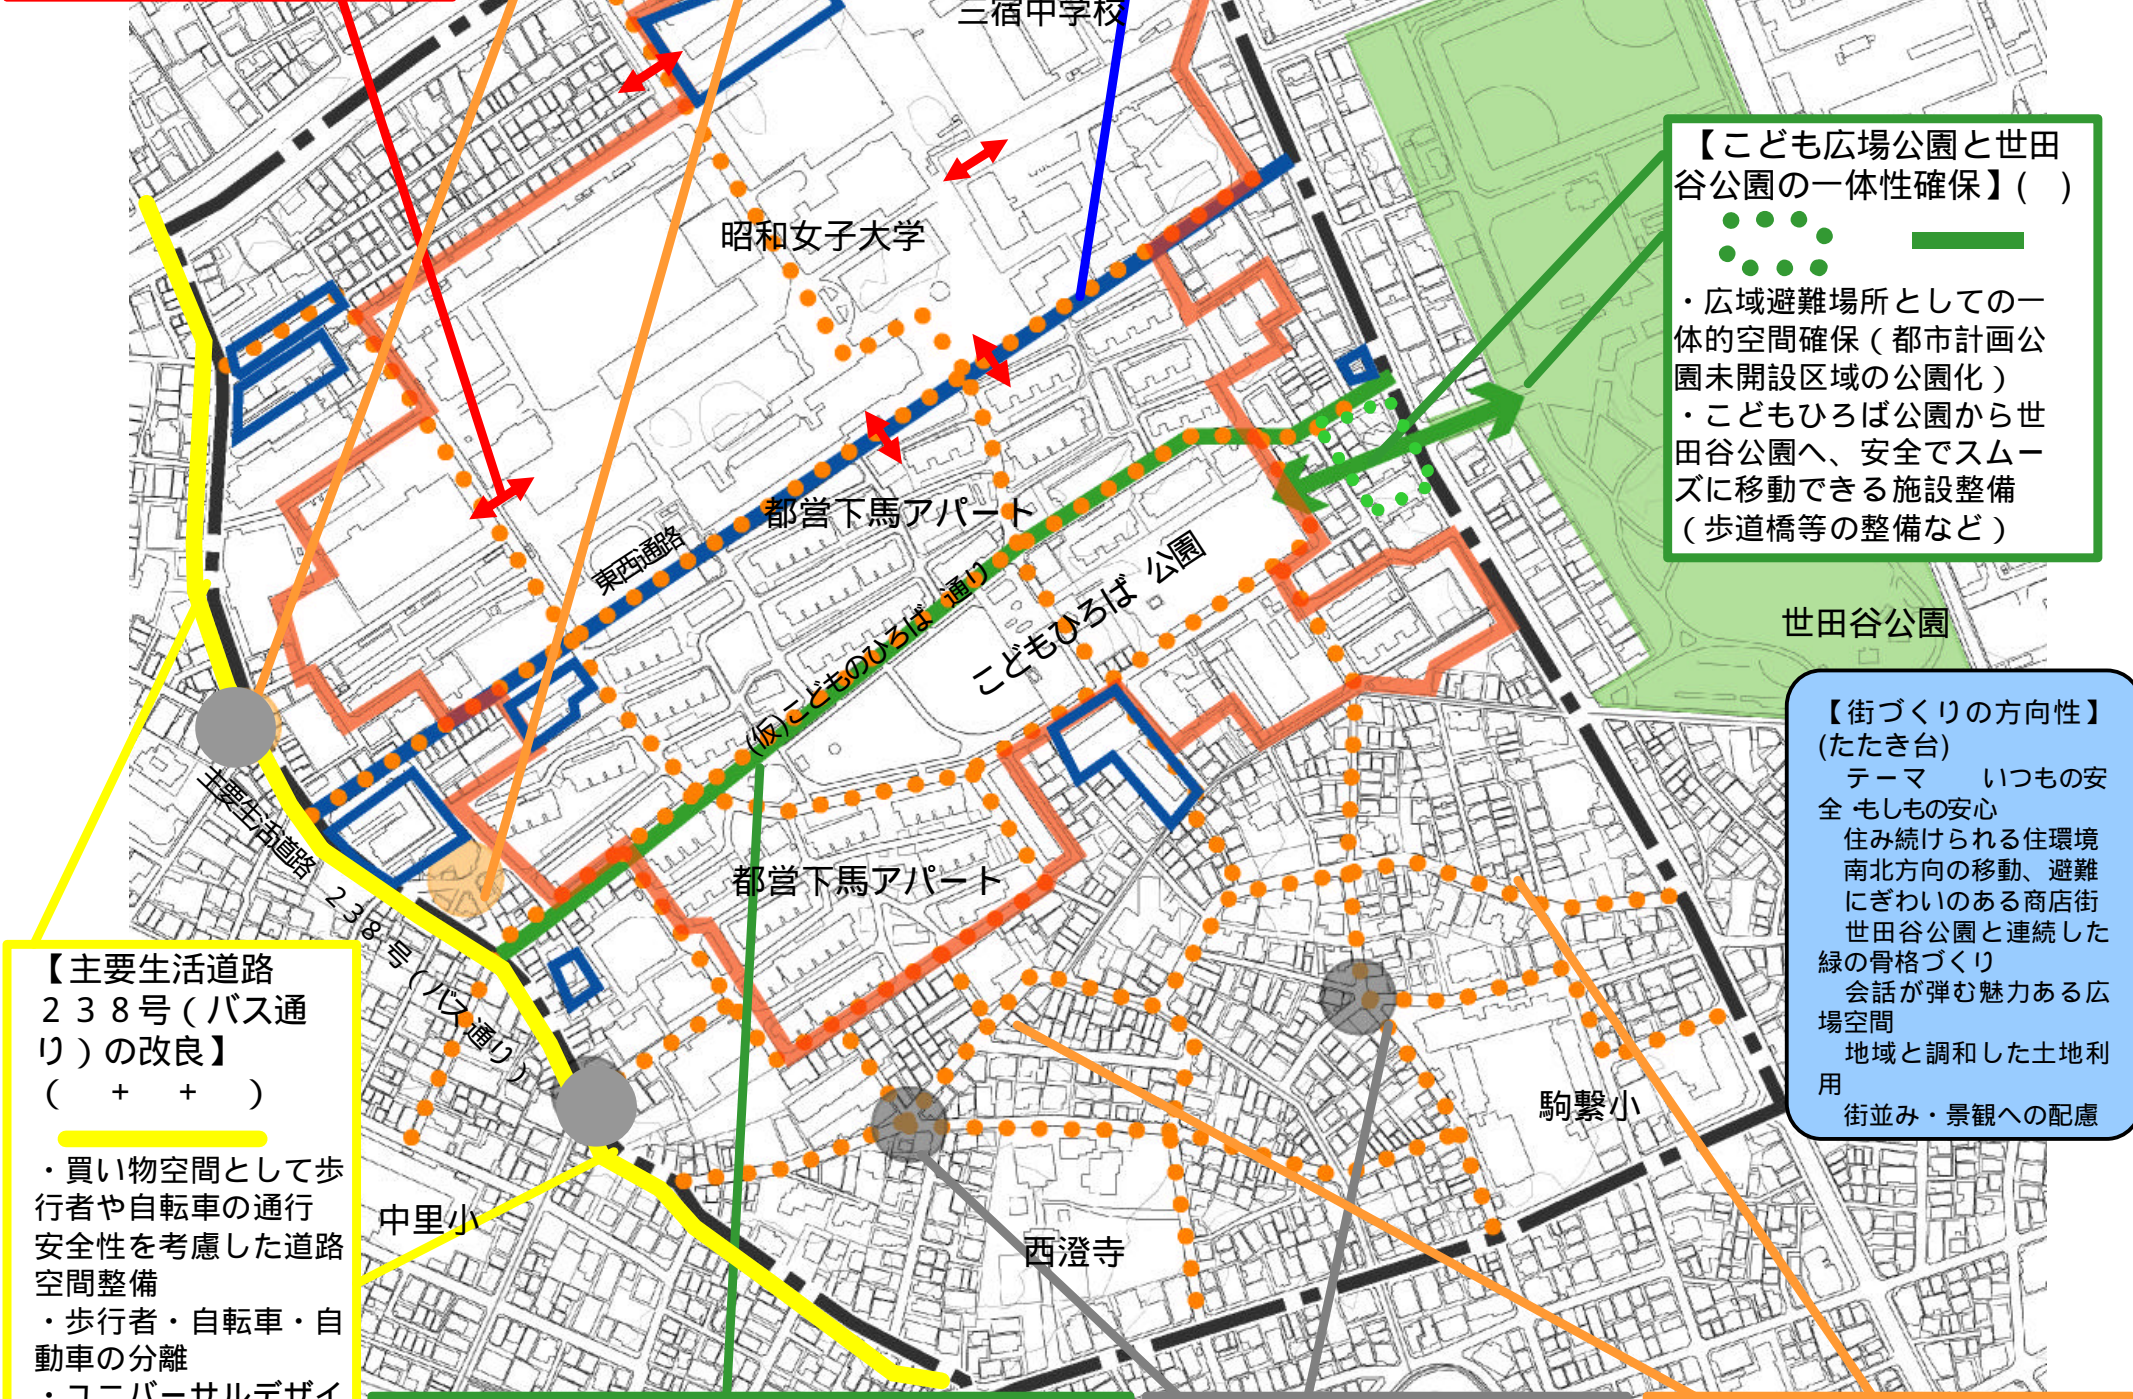 三宿中学校
【こども広場公園と世田
谷公園の一体性確保】(　)
・広域避難場所としての一
体的空間確保（都市計画公
園未開設区域の公園化）
・こどもひろば公園から世
田谷公園へ、安全でスムー
ズに移動できる施設整備
（歩道橋等の整備など）
昭和女子大学
都営下馬アパート
東西通路
(仮)こどものひろば　通り
こどもひろば　公園
世田谷公園
【街づくりの方向性】
(たたき台)
テーマ　　いつもの安
全・もしもの安心
住み続けられる住環境
南北方向の移動、避難
にぎわいのある商店街
世田谷公園と連続した
緑の骨格づくり
会話が弾む魅力ある広
場空間
地域と調和した土地利
用
街並み・景観への配慮
主要生活道路　２３８号（バス通り）
都営下馬アパート
【主要生活道路
２３８号（バス通
り）の改良】
(　+　+　)
・買い物空間として歩
行者や自転車の通行
安全性を考慮した道路
空間整備
・歩行者・自転車・自
動車の分離
・ユニバーサルデザイ
中里小
西澄寺
駒繋小